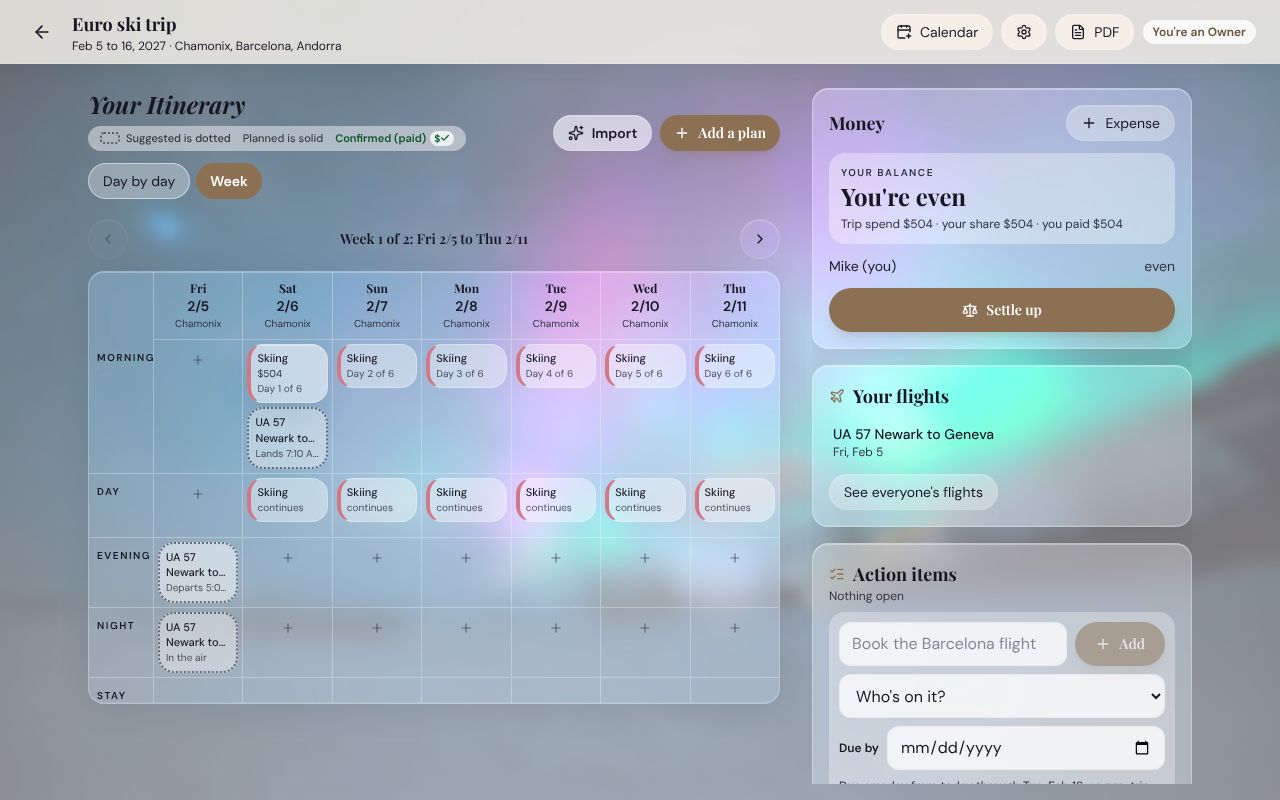 Euro ski trip
Feb 5 to 16, 2027 · Chamonix, Barcelona, Andorra
Calendar
PDF
You're an Owner
Your Itinerary
Suggested is dotted Planned is solid Confirmed (paid) $✓
Import
+ Add a plan
Day by day
Week
Week 1 of 2: Fri 2/5 to Thu 2/11
Fri Sat Sun Mon Tue Wed Thu
2/5 2/6 2/7 2/8 2/9 2/10 2/11
Chamonix Chamonix Chamonix Chamonix Chamonix Chamonix Chamonix
MORNING
+
Skiing
$504
Day 1 of 6
Skiing
Day 2 of 6
Skiing
Day 3 of 6
Skiing
Day 4 of 6
Skiing
Day 5 of 6
Skiing
Day 6 of 6
UA 57
Newark to...
Lands 7:10 A...
DAY
+
Skiing
continues
Skiing
continues
Skiing
continues
Skiing
continues
Skiing
continues
Skiing
continues
EVENING
UA 57
Newark to...
Departs 5:0...
+ + + + + +
NIGHT
UA 57
Newark to...
In the air
+ + + + + +
STAY
Money
+ Expense
YOUR BALANCE
You're even
Trip spend $504 · your share $504 · you paid $504
Mike (you) even
Settle up
Your flights
UA 57 Newark to Geneva
Fri, Feb 5
See everyone's flights
Action items
Nothing open
Book the Barcelona flight
+ Add
Who's on it?
Due by mm/dd/yyyy